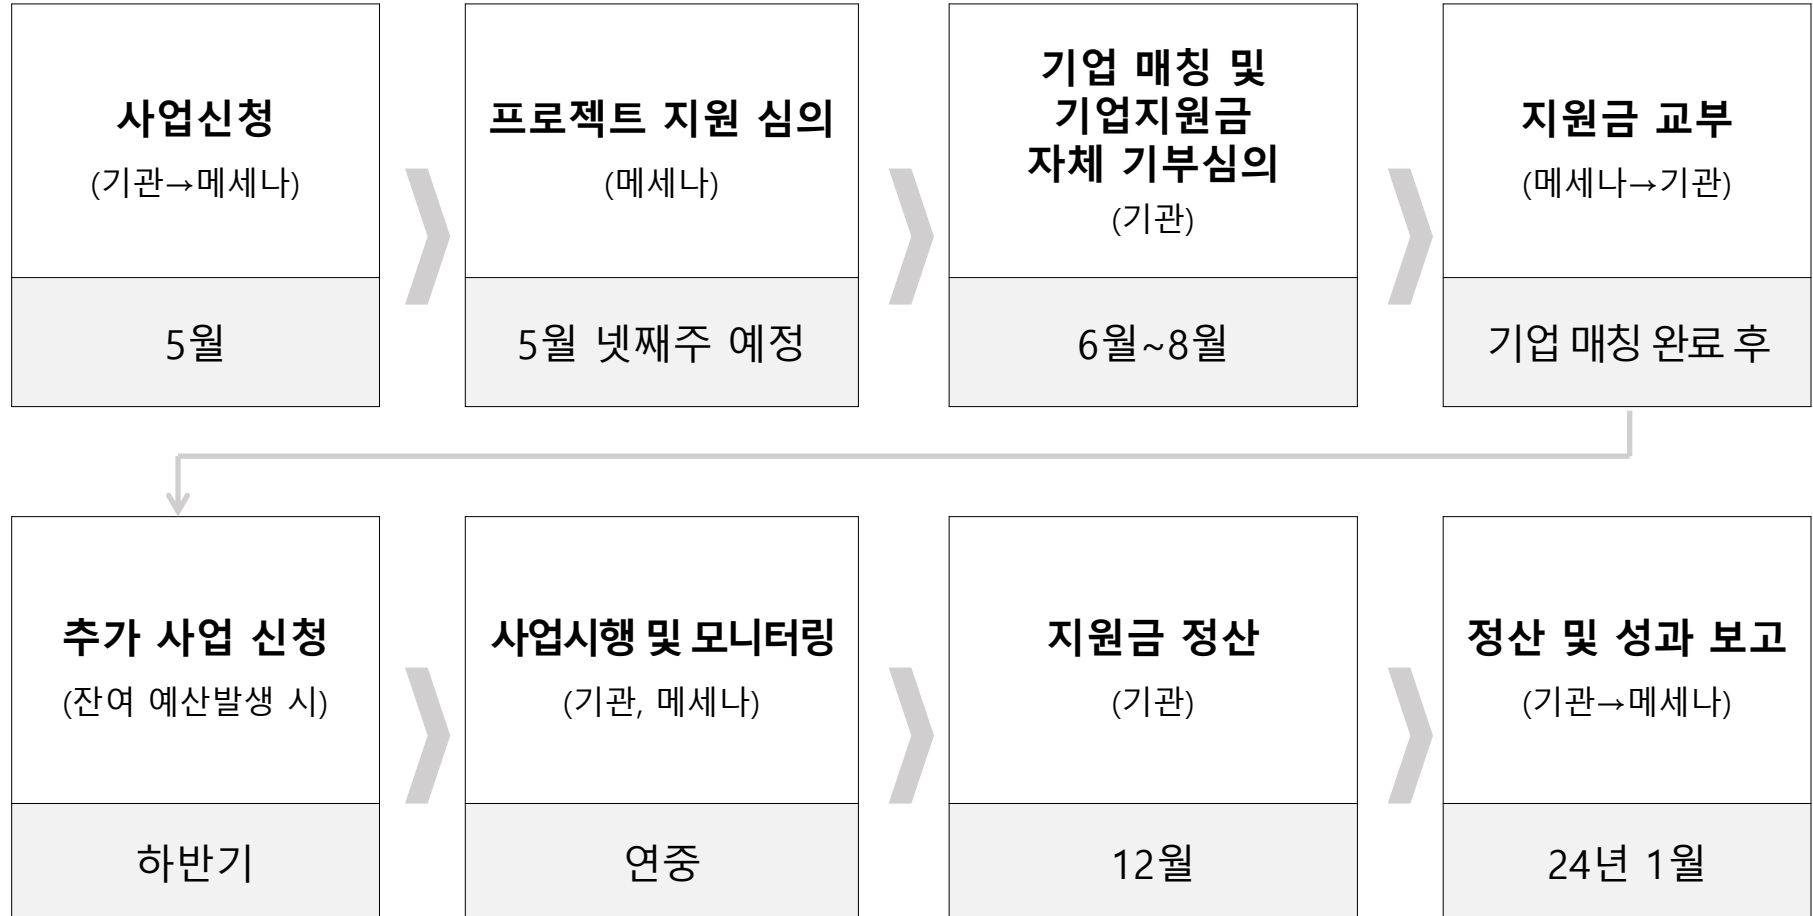 사업신청
(기관→메세나)
5월
프로젝트 지원 심의
(메세나)
5월 넷째주 예정
기업 매칭 및
기업지원금
자체 기부심의
(기관)
6월~8월
지원금 교부
(메세나→기관)
기업 매칭 완료 후
추가 사업 신청
(잔여 예산발생 시)
하반기
사업시행 및 모니터링
(기관, 메세나)
연중
지원금 정산
(기관)
12월
정산 및 성과 보고
(기관→메세나)
24년 1월